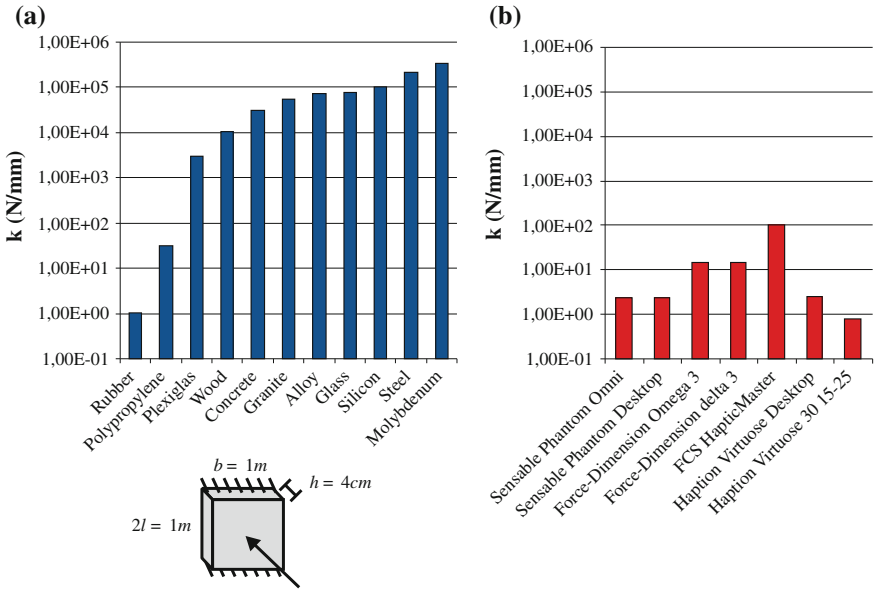 (a)
k (N/mm)
1,00E+06
1,00E+05
1,00E+04
1,00E+03
1,00E+02
1,00E+01
1,00E+00
1,00E-01
Rubber
Polypropylene
Plexiglas
Wood
Concrete
Granite
Alloy
Glass
Silicon
Steel
Molybdenum
b = 1m
h = 4cm
2l = 1m
(b)
k (N/mm)
1,00E+06
1,00E+05
1,00E+04
1,00E+03
1,00E+02
1,00E+01
1,00E+00
1,00E-01
Sensable Phantom Omni
Sensable Phantom Desktop
Force-Dimension Omega 3
Force-Dimension delta 3
FCS HapticMaster
Haption Virtuose Desktop
Haption Virtuose 30 15-25